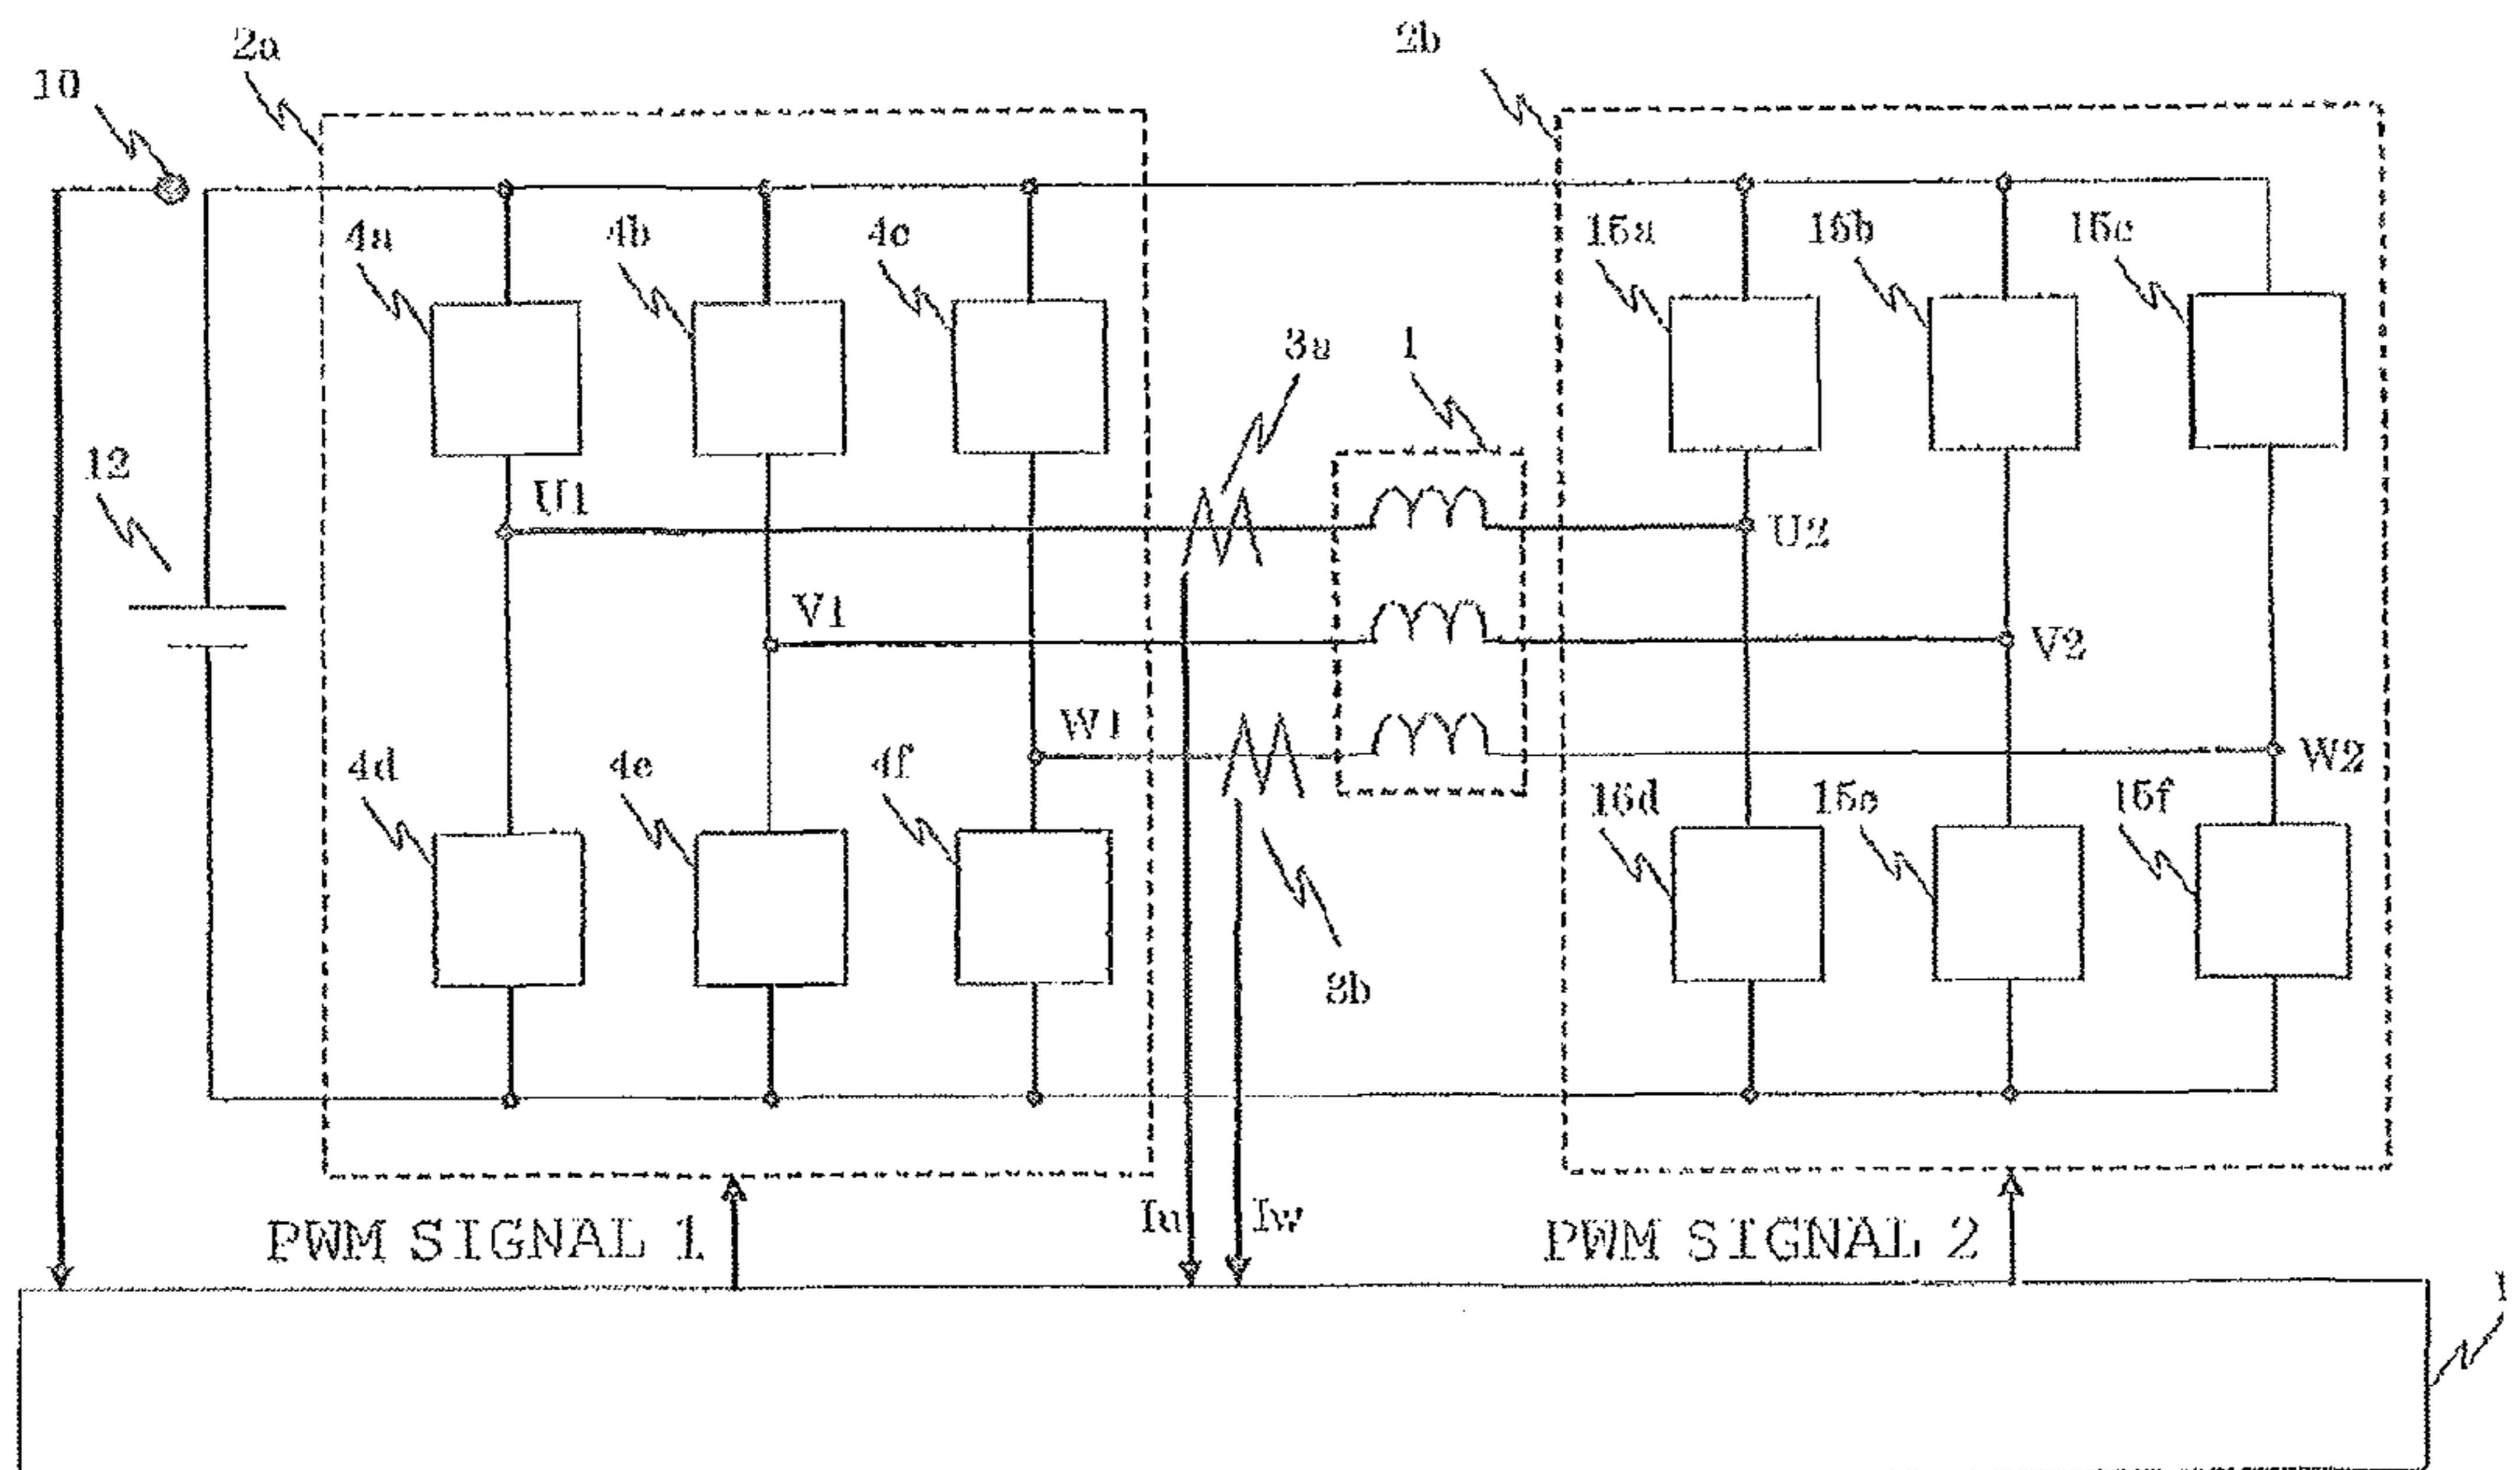 2a
2b
10
4a
4b
4c
15a
15b
15c
3a
1
12
U1
U2
V1
V2
W1
W2
4d
4e
4f
15d
15e
15f
3b
Iu
Iw
PWM SIGNAL 1
PWM SIGNAL 2